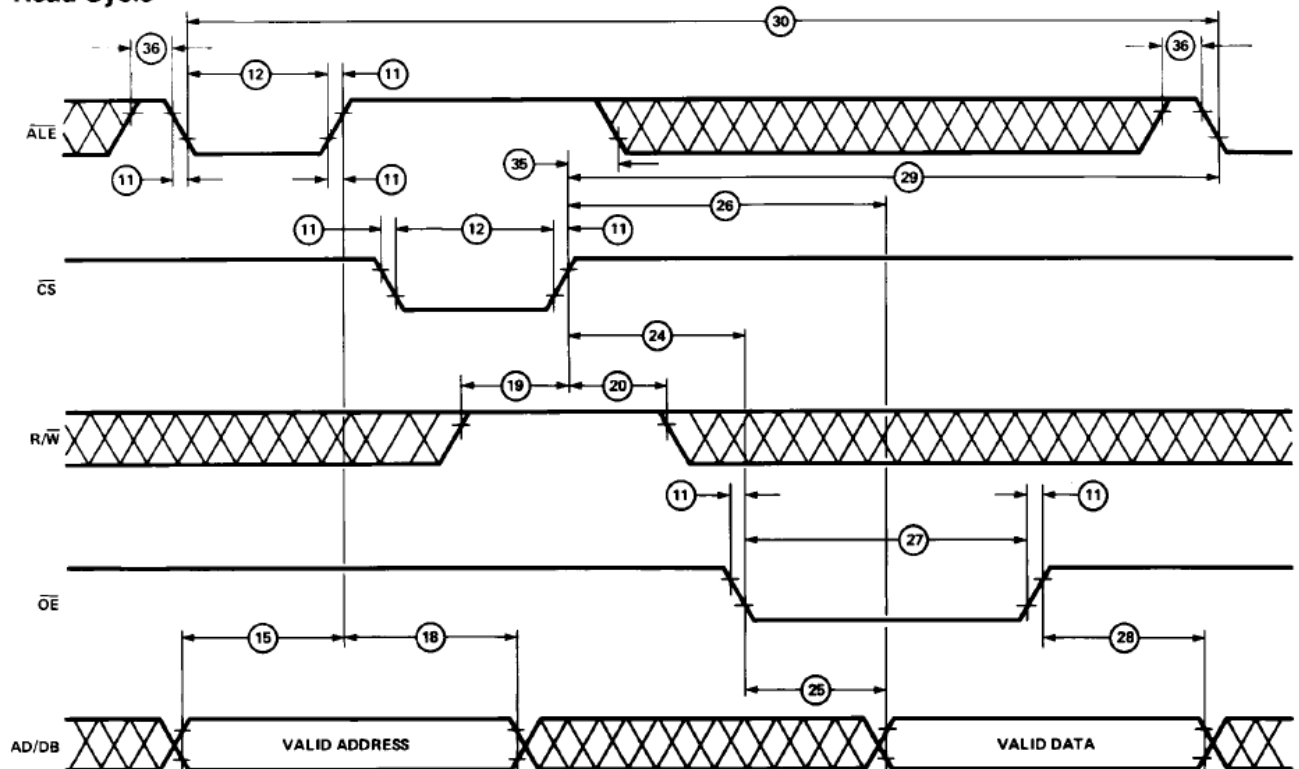 Read Cycle
30
36 12 11 36
ALE
11 11 35 29
26
11 12 11
CS
24
19 20
R/W
11 11
27
OE
15 18 28
25
AD/DB VALID ADDRESS VALID DATA